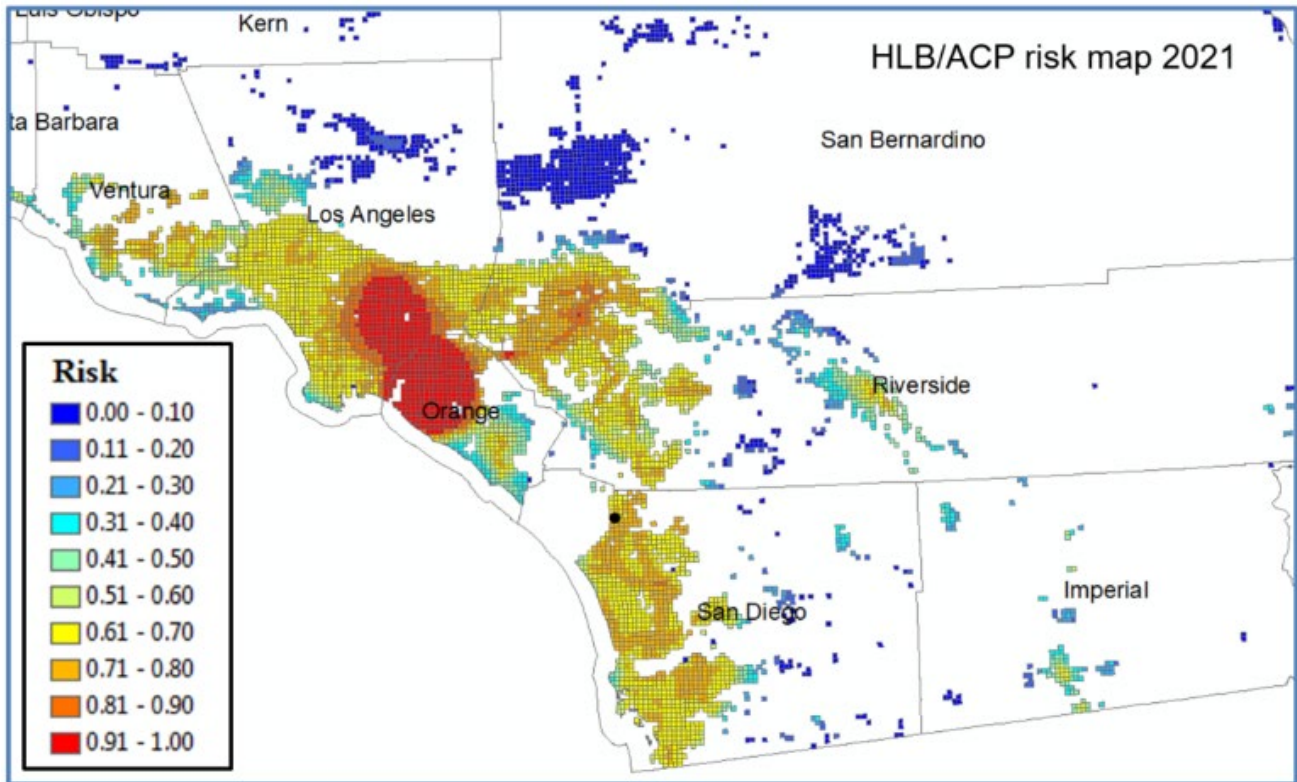 Luis Obispo
Kern
HLB/ACP risk map 2021
ta Barbara
San Bernardino
Ventura
Los Angeles
Riverside
Orange
San Diego
Imperial
Risk
0.00 - 0.10
0.11 - 0.20
0.21 - 0.30
0.31 - 0.40
0.41 - 0.50
0.51 - 0.60
0.61 - 0.70
0.71 - 0.80
0.81 - 0.90
0.91 - 1.00